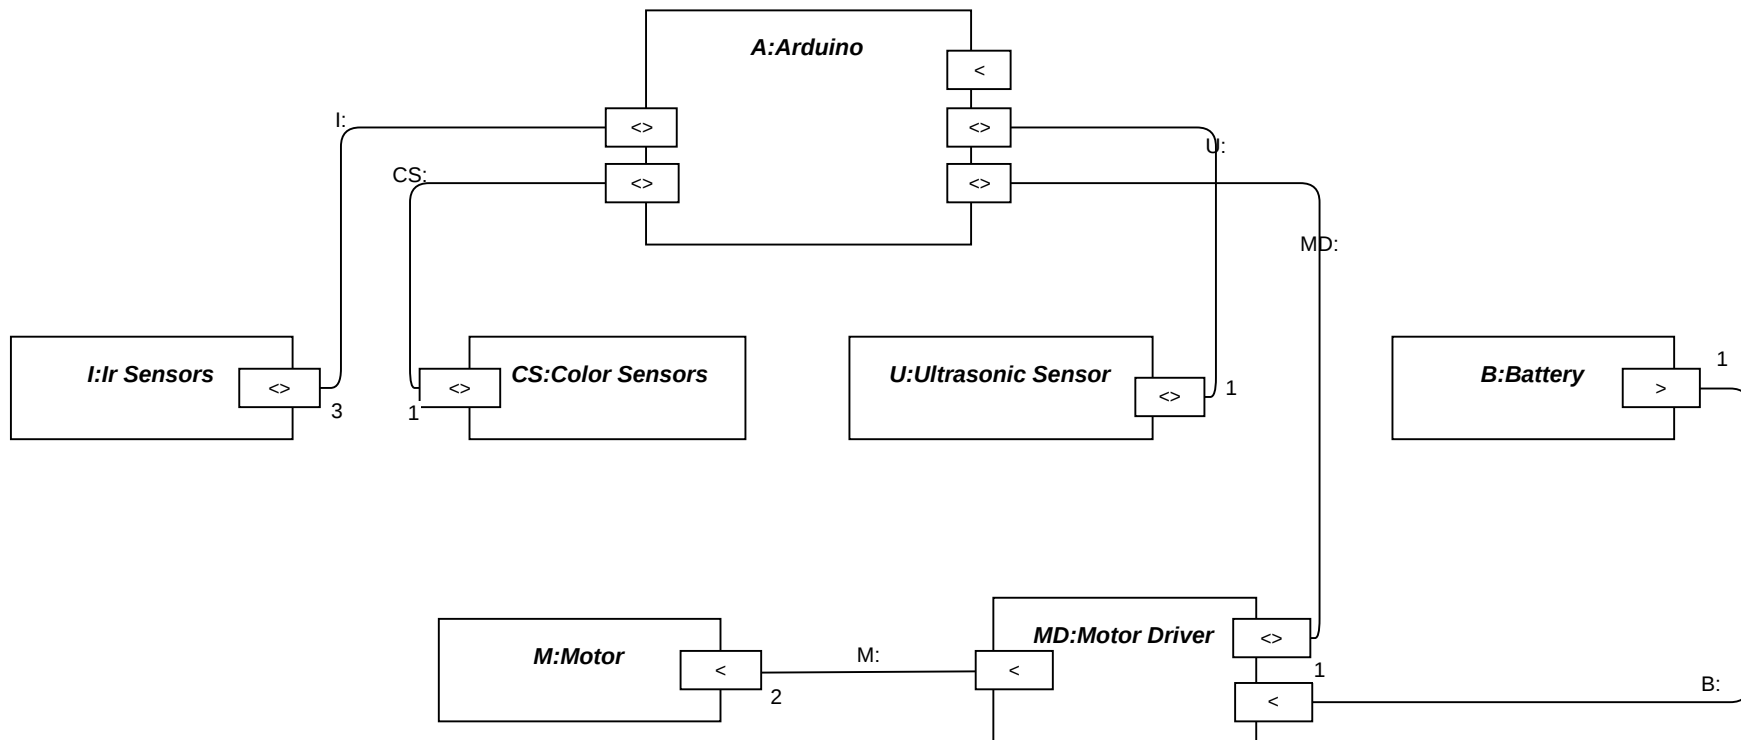 A:Arduino
<
I:
<>
<>
U:
CS:
<>
<>
MD:
I:Ir Sensors
<>
3
CS:Color Sensors
<>
1
U:Ultrasonic Sensor
<>
1
B:Battery
>
1
M:Motor
<
2
M:
MD:Motor Driver
<>
1
<
<
B: